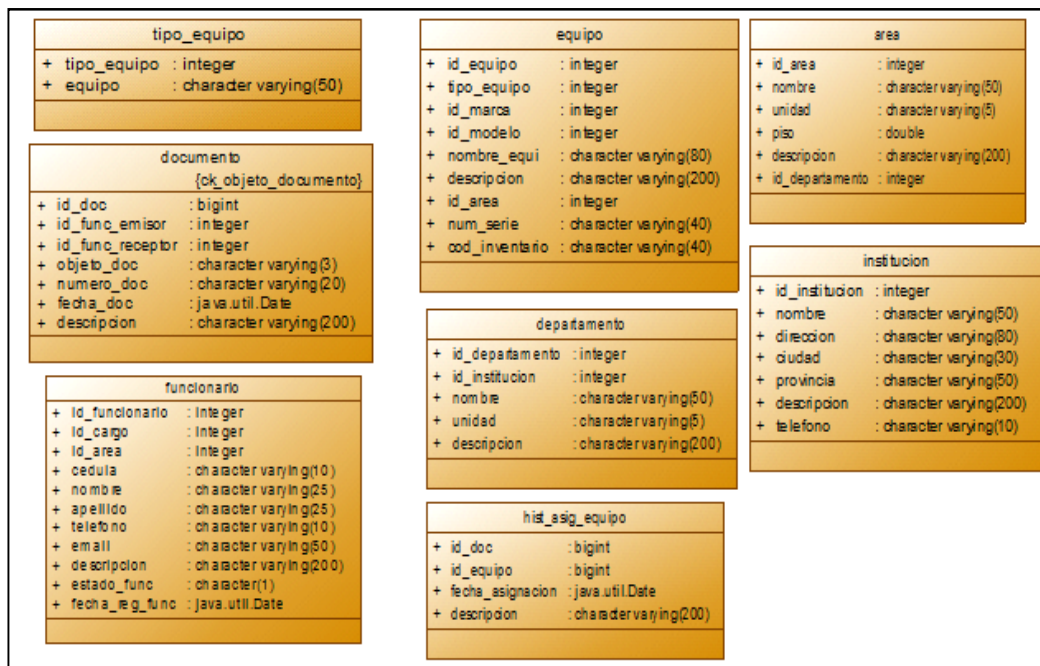 tipo_equipo
+ tipo_equipo : integer
+ equipo : character varying(50)
documento
{ck_objeto_documento}
+ id_doc : bigint
+ id_func_emisor : integer
+ id_func_receptor : integer
+ objeto_doc : character varying(3)
+ numero_doc : character varying(20)
+ fecha_doc : java.util.Date
+ descripcion : character varying(200)
funcionario
+ id_funcionario : integer
+ id_cargo : integer
+ id_area : integer
+ cedula : character varying(10)
+ nombre : character varying(25)
+ apellido : character varying(25)
+ telefono : character varying(10)
+ email : character varying(50)
+ descripcion : character varying(200)
+ estado_func : character(1)
+ fecha_reg_func : java.util.Date
equipo
+ id_equipo : integer
+ tipo_equipo : integer
+ id_marca : integer
+ id_modelo : integer
+ nombre_equi : character varying(80)
+ descripcion : character varying(200)
+ id_area : integer
+ num_serie : character varying(40)
+ cod_inventario : character varying(40)
departamento
+ id_departamento : integer
+ id_institucion : integer
+ nombre : character varying(50)
+ unidad : character varying(5)
+ descripcion : character varying(200)
hist_asig_equipo
+ id_doc : bigint
+ id_equipo : bigint
+ fecha_asignacion : java.util.Date
+ descripcion : character varying(200)
area
+ id_area : integer
+ nombre : character varying(50)
+ unidad : character varying(5)
+ piso : double
+ descripcion : character varying(200)
+ id_departamento : integer
institucion
+ id_institucion : integer
+ nombre : character varying(50)
+ direccion : character varying(80)
+ ciudad : character varying(30)
+ provincia : character varying(50)
+ descripcion : character varying(200)
+ telefono : character varying(10)